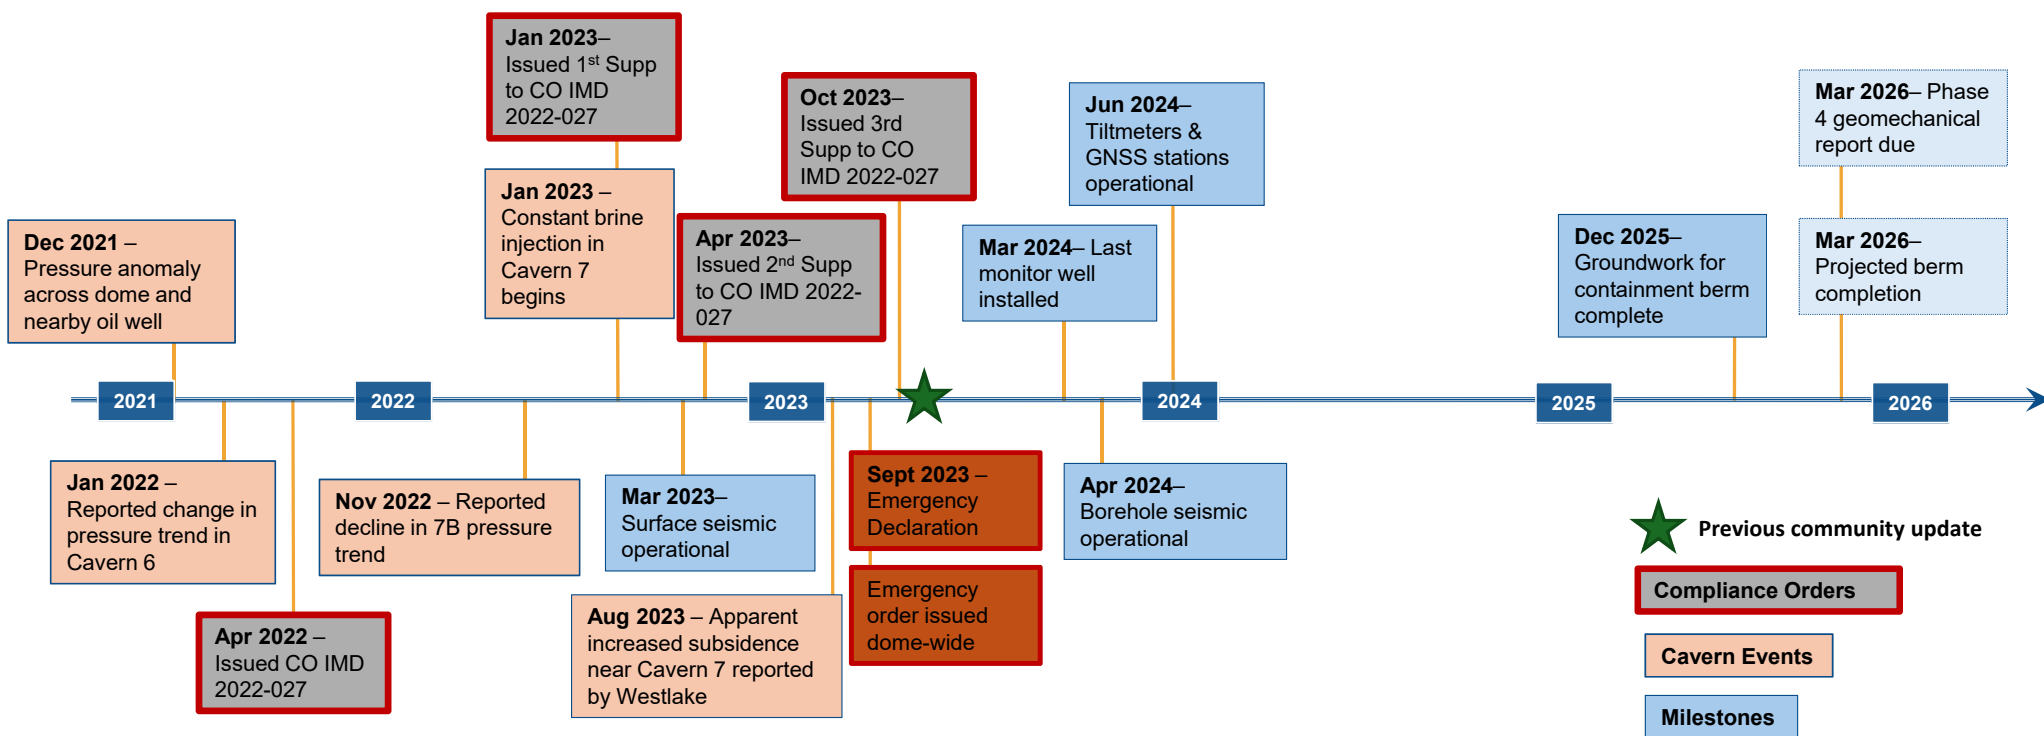 Jan 2023–
Issued 1st Supp
to CO IMD
2022-027
Oct 2023–
Issued 3rd
Supp to CO
IMD 2022-027
Jun 2024–
Tiltmeters &
GNSS stations
operational
Mar 2026– Phase
4 geomechanical
report due
Dec 2021 –
Pressure anomaly
across dome and
nearby oil well
Jan 2023 –
Constant brine
injection in
Cavern 7
begins
Apr 2023–
Issued 2nd Supp
to CO IMD 2022-
027
Mar 2024– Last
monitor well
installed
Dec 2025–
Groundwork for
containment berm
complete
Mar 2026–
Projected berm
completion
2021
2022
2023
2024
2025
2026
Jan 2022 –
Reported change in
pressure trend in
Cavern 6
Apr 2022 –
Issued CO IMD
2022-027
Nov 2022 – Reported
decline in 7B pressure
trend
Mar 2023–
Surface seismic
operational
Aug 2023 – Apparent
increased subsidence
near Cavern 7 reported
by Westlake
Sept 2023 –
Emergency
Declaration
Emergency
order issued
dome-wide
Apr 2024–
Borehole seismic
operational
Previous community update
Compliance Orders
Cavern Events
Milestones